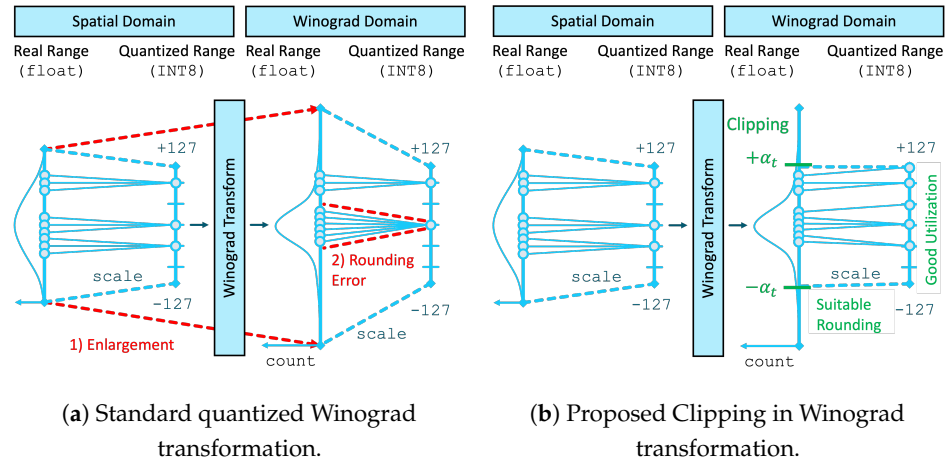 Spatial Domain
Winograd Domain
Real Range
(float)
Quantized Range
(INT8)
Real Range
(float)
Quantized Range
(INT8)
+127
+127
Winograd Transform
scale
2) Rounding
Error
-127
-127
1) Enlargement
scale
count
(a) Standard quantized Winograd
transformation.
Spatial Domain
Winograd Domain
Real Range
(float)
Quantized Range
(INT8)
Real Range
(float)
Quantized Range
(INT8)
Clipping
+127
+127
+αt
Winograd Transform
Good Utilization
scale
scale
−αt
-127
Suitable
Rounding
-127
count
(b) Proposed Clipping in Winograd
transformation.